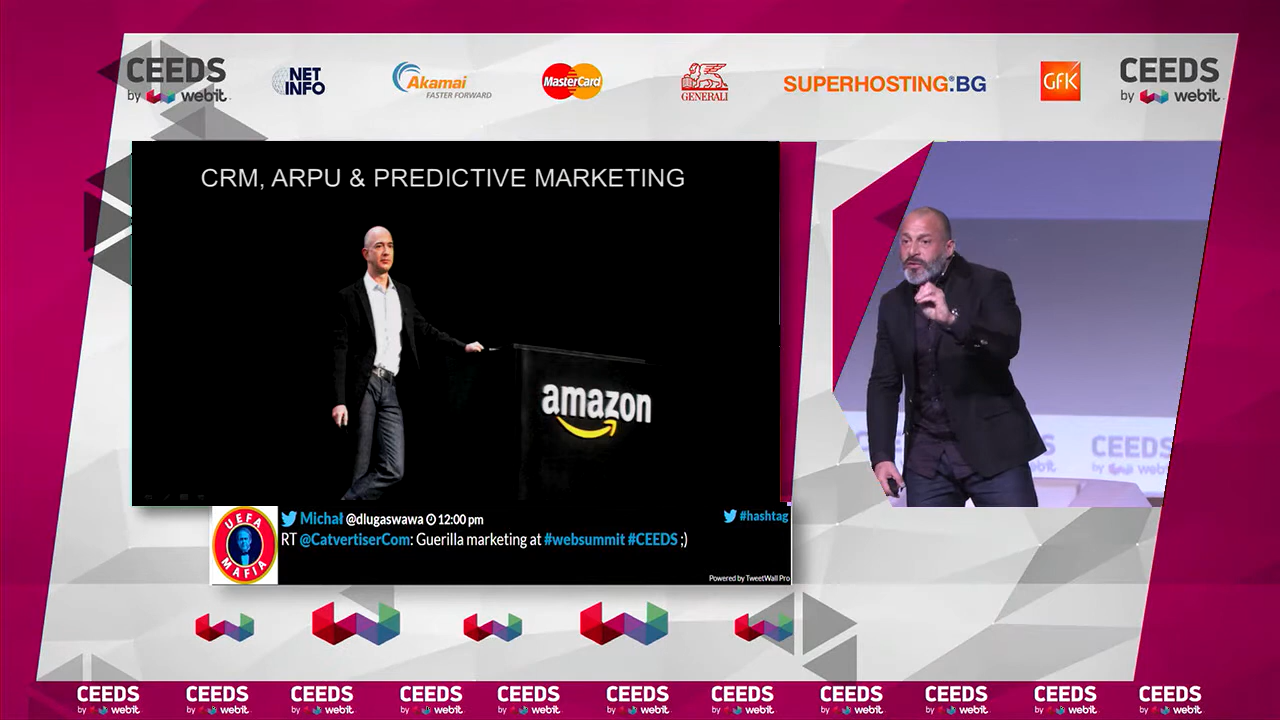 CEEDS
by webit
NET
INFO
Akamai
FASTER FORWARD
MasterCard
GENERALI
SUPERHOSTING.BG
GfK
CEEDS
by webit
CRM, ARPU & PREDICTIVE MARKETING
amazon
CEEDS
by webit
UEFA
MAFIA
Michał @dlugaswawa 12:00 pm
#hashtag
RT @CatvertiserCom: Guerilla marketing at #websummit #CEEDS ;)
Powered by TweetWall Pro
CEEDS CEEDS CEEDS CEEDS CEEDS CEEDS CEEDS CEEDS CEEDS CEEDS CEEDS
by webit by webit by webit by webit by webit by webit by webit by webit by webit by webit by webit